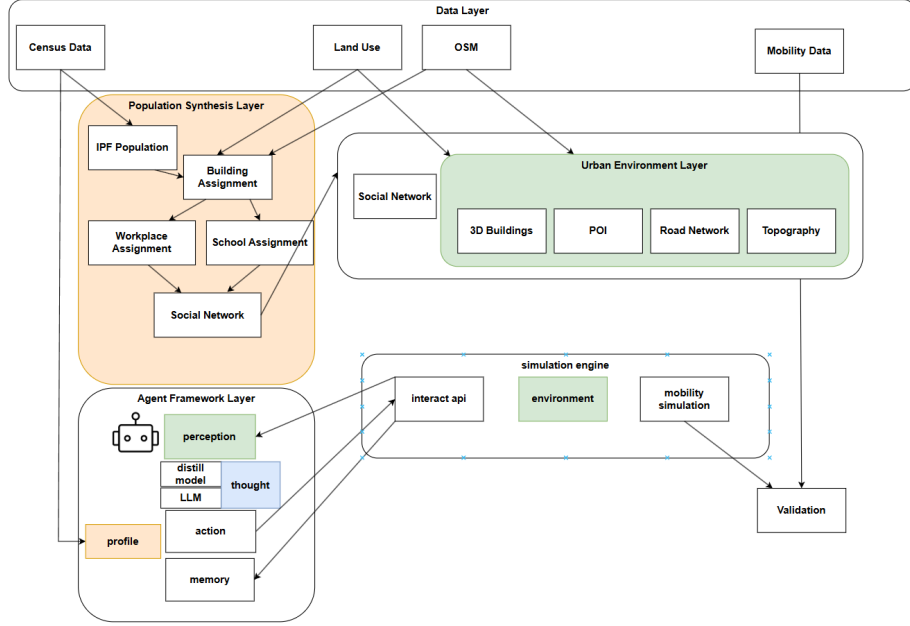 Data Layer
Census Data
Land Use
OSM
Mobility Data
Population Synthesis Layer
IPF Population
Building
Assignment
Workplace
Assignment
School Assignment
Social Network
Urban Environment Layer
Social Network
3D Buildings
POI
Road Network
Topography
simulation engine
interact api
environment
mobility
simulation
Agent Framework Layer
perception
distill
model
LLM
thought
action
profile
memory
Validation